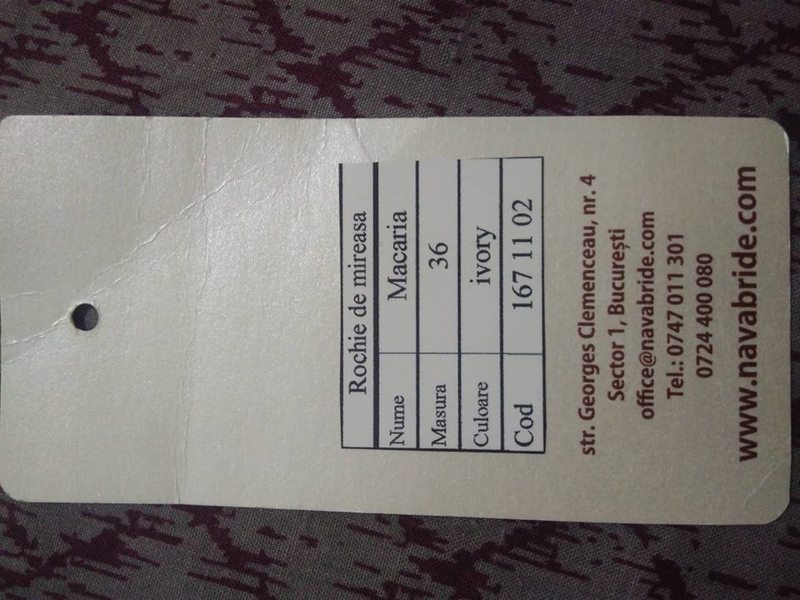 Rochie de mireasa
Nume Macaria
Masura 36
Culoare ivory
Cod 167 11 02
str. Georges Clemenceau, nr. 4
Sector 1, București
office@navabride.com
Tel.: 0747 011 301
0724 400 080
www.navabride.com